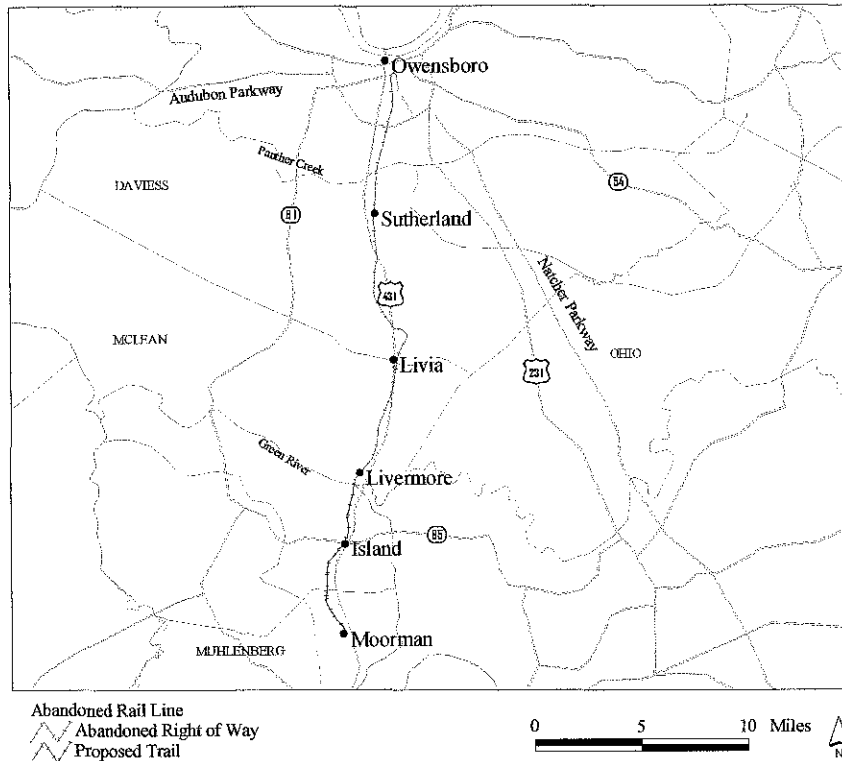 Owensboro
Audubon Parkway
Panther Creek
DAVIESS
54
81
Sutherland
Natcher Parkway
431
MCLEAN
OHIO
Livia
231
Green River
Livermore
85
Island
Moorman
MUHLENBERG
Abandoned Rail Line
Abandoned Right of Way
Proposed Trail
0 5 10 Miles
N